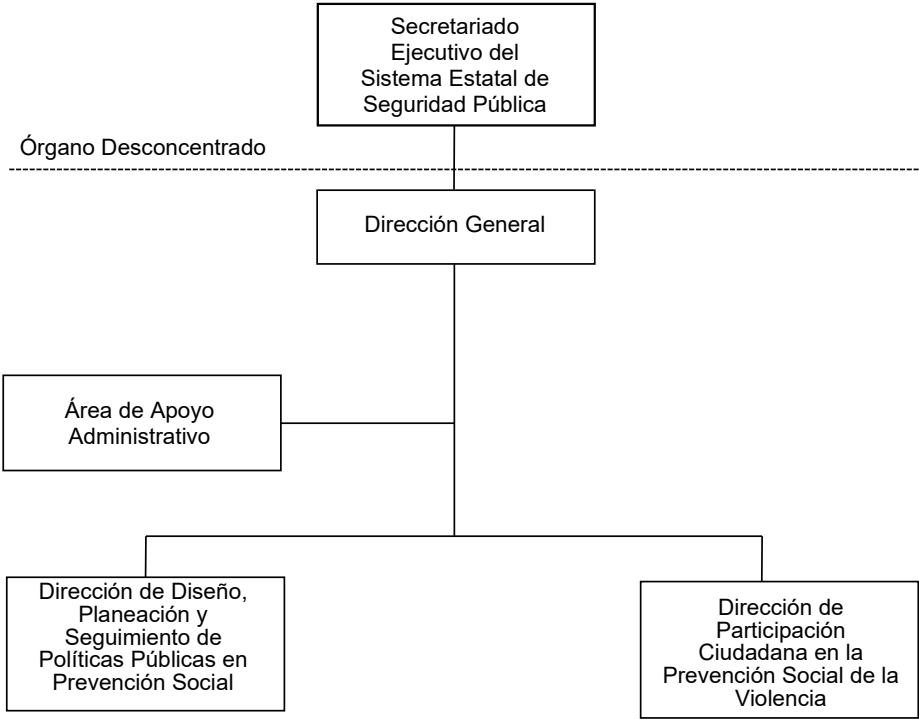 Secretariado
Ejecutivo del
Sistema Estatal de
Seguridad Pública
Órgano Desconcentrado
Dirección General
Área de Apoyo
Administrativo
Dirección de Diseño,
Planeación y
Seguimiento de
Políticas Públicas en
Prevención Social
Dirección de
Participación
Ciudadana en la
Prevención Social de la
Violencia